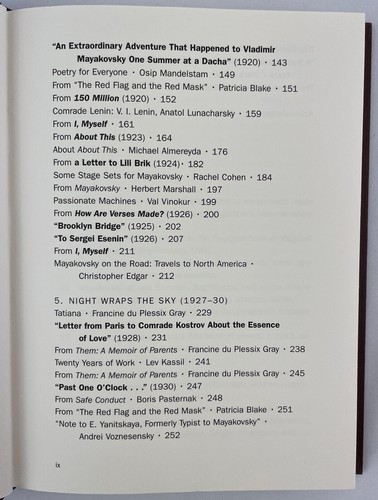 “An Extraordinary Adventure That Happened to Vladimir
Mayakovsky One Summer at a Dacha” (1920) · 143
Poetry for Everyone · Osip Mandelstam · 149
From “The Red Flag and the Red Mask” · Patricia Blake · 151
From 150 Million (1920) · 152
Comrade Lenin: V. I. Lenin, Anatol Lunacharsky · 159
From I, Myself · 161
From About This (1923) · 164
About About This · Michael Almereyda · 176
From a Letter to Lili Brik (1924) · 182
Some Stage Sets for Mayakovsky · Rachel Cohen · 184
From Mayakovsky · Herbert Marshall · 197
Passionate Machines · Val Vinokur · 199
From How Are Verses Made? (1926) · 200
“Brooklyn Bridge” (1925) · 202
“To Sergei Esenin” (1926) · 207
From I, Myself · 211
Mayakovsky on the Road: Travels to North America ·
Christopher Edgar · 212
5. NIGHT WRAPS THE SKY (1927–30)
Tatiana · Francine du Plessix Gray · 229
“Letter from Paris to Comrade Kostrov About the Essence
of Love” (1928) · 231
From Them: A Memoir of Parents · Francine du Plessix Gray · 238
Twenty Years of Work · Lev Kassil · 241
From Them: A Memoir of Parents · Francine du Plessix Gray · 245
“Past One O’Clock . . .” (1930) · 247
From Safe Conduct · Boris Pasternak · 248
From “The Red Flag and the Red Mask” · Patricia Blake · 251
“Note to E. Yanitskaya, Formerly Typist to Mayakovsky” ·
Andrei Voznesensky · 252
ix